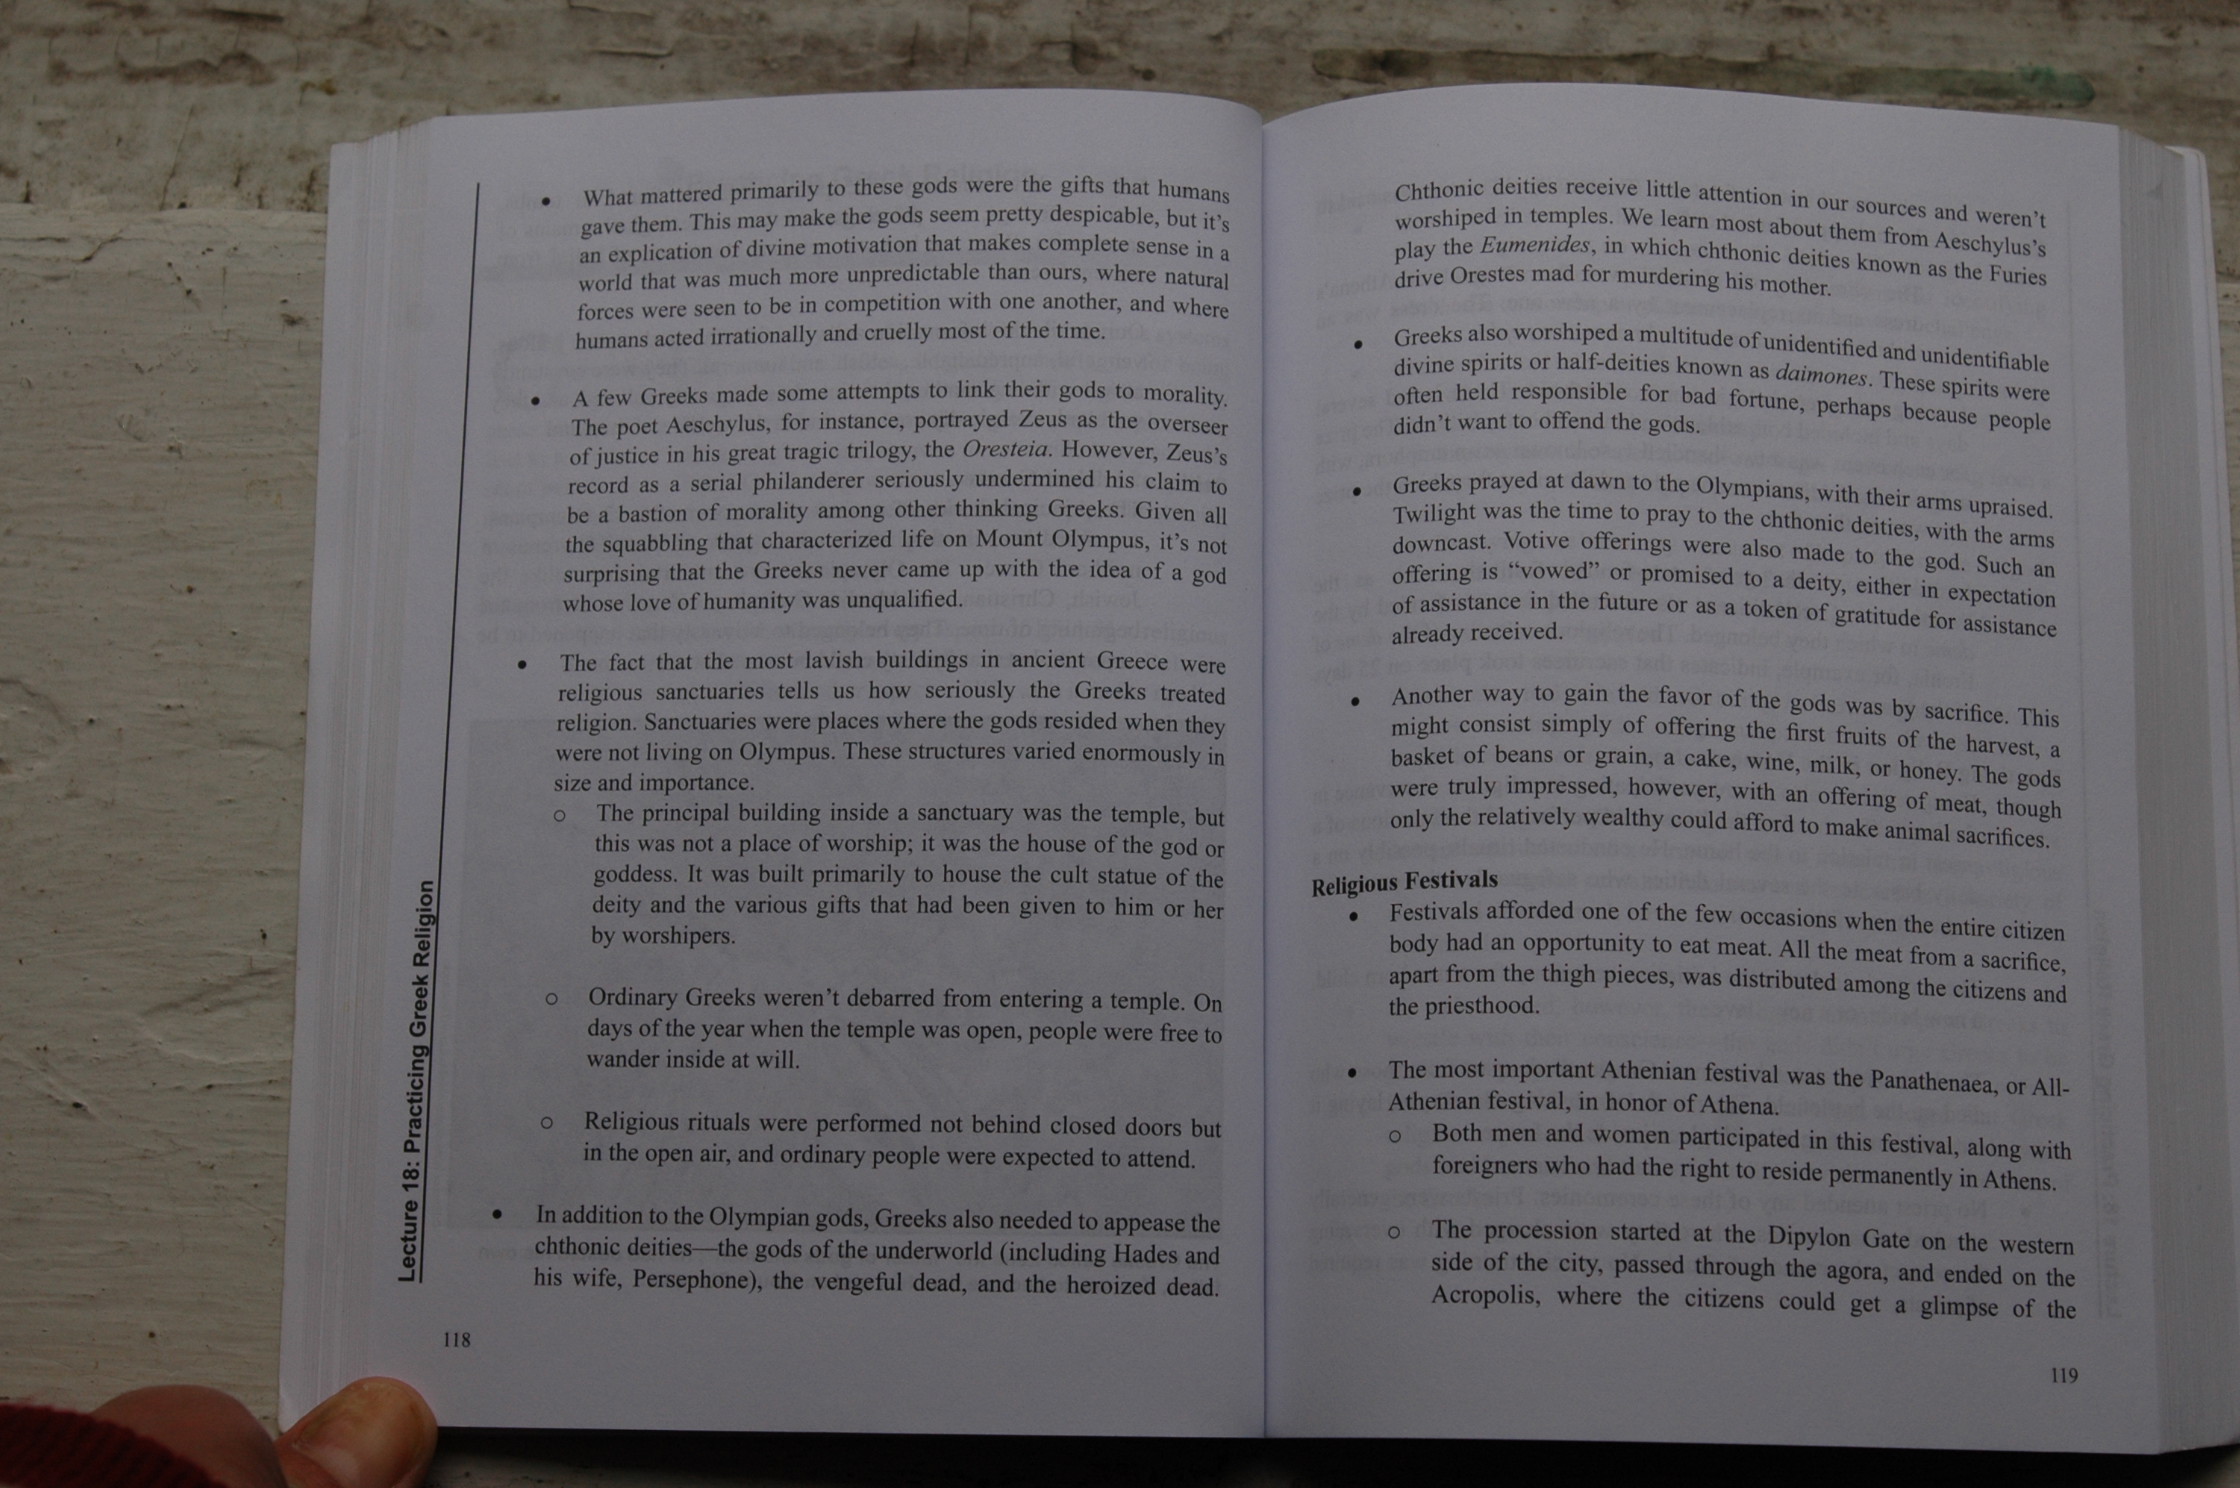 • What mattered primarily to these gods were the gifts that humans
gave them. This may make the gods seem pretty despicable, but it's
an explication of divine motivation that makes complete sense in a
world that was much more unpredictable than ours, where natural
forces were seen to be in competition with one another, and where
humans acted irrationally and cruelly most of the time.
• A few Greeks made some attempts to link their gods to morality.
The poet Aeschylus, for instance, portrayed Zeus as the overseer
of justice in his great tragic trilogy, the Oresteia. However, Zeus's
record as a serial philanderer seriously undermined his claim to
be a bastion of morality among other thinking Greeks. Given all
the squabbling that characterized life on Mount Olympus, it's not
surprising that the Greeks never came up with the idea of a god
whose love of humanity was unqualified.
• The fact that the most lavish buildings in ancient Greece were
religious sanctuaries tells us how seriously the Greeks treated
religion. Sanctuaries were places where the gods resided when they
were not living on Olympus. These structures varied enormously in
size and importance.
○ The principal building inside a sanctuary was the temple, but
this was not a place of worship; it was the house of the god or
goddess. It was built primarily to house the cult statue of the
deity and the various gifts that had been given to him or her
by worshipers.
○ Ordinary Greeks weren't debarred from entering a temple. On
days of the year when the temple was open, people were free to
wander inside at will.
○ Religious rituals were performed not behind closed doors but
in the open air, and ordinary people were expected to attend.
• In addition to the Olympian gods, Greeks also needed to appease the
chthonic deities—the gods of the underworld (including Hades and
his wife, Persephone), the vengeful dead, and the heroized dead.
Lecture 18: Practicing Greek Religion
118
Chthonic deities receive little attention in our sources and weren't
worshiped in temples. We learn most about them from Aeschylus's
play the Eumenides, in which chthonic deities known as the Furies
drive Orestes mad for murdering his mother.
• Greeks also worshiped a multitude of unidentified and unidentifiable
divine spirits or half-deities known as daimones. These spirits were
often held responsible for bad fortune, perhaps because people
didn't want to offend the gods.
• Greeks prayed at dawn to the Olympians, with their arms upraised.
Twilight was the time to pray to the chthonic deities, with the arms
downcast. Votive offerings were also made to the god. Such an
offering is “vowed” or promised to a deity, either in expectation
of assistance in the future or as a token of gratitude for assistance
already received.
• Another way to gain the favor of the gods was by sacrifice. This
might consist simply of offering the first fruits of the harvest, a
basket of beans or grain, a cake, wine, milk, or honey. The gods
were truly impressed, however, with an offering of meat, though
only the relatively wealthy could afford to make animal sacrifices.
Religious Festivals
• Festivals afforded one of the few occasions when the entire citizen
body had an opportunity to eat meat. All the meat from a sacrifice,
apart from the thigh pieces, was distributed among the citizens and
the priesthood.
• The most important Athenian festival was the Panathenaea, or All-
Athenian festival, in honor of Athena.
○ Both men and women participated in this festival, along with
foreigners who had the right to reside permanently in Athens.
○ The procession started at the Dipylon Gate on the western
side of the city, passed through the agora, and ended on the
Acropolis, where the citizens could get a glimpse of the
119